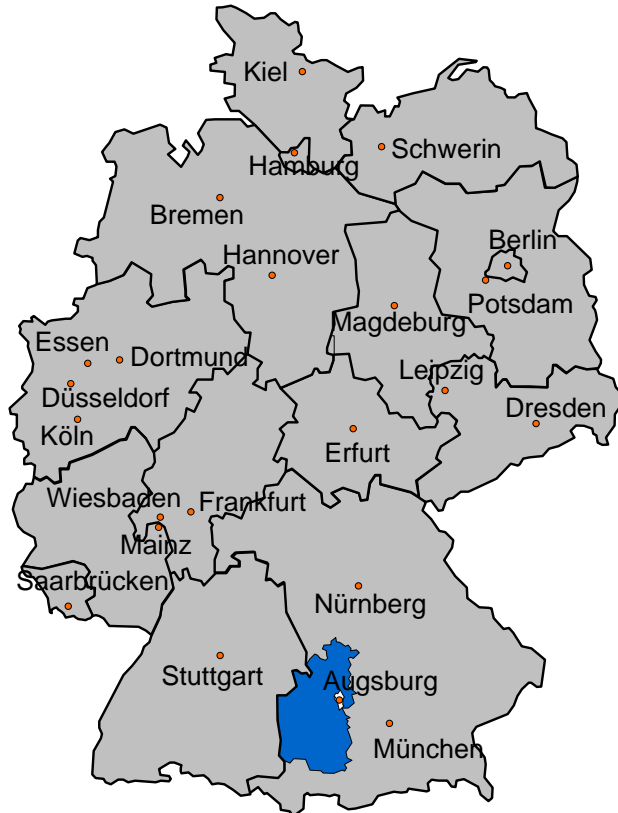 Kiel
Schwerin
Hamburg
Bremen
Hannover
Berlin
Potsdam
Magdeburg
Essen
Dortmund
Leipzig
Düsseldorf
Dresden
Köln
Erfurt
Wiesbaden
Frankfurt
Mainz
Saarbrücken
Nürnberg
Stuttgart
Augsburg
München